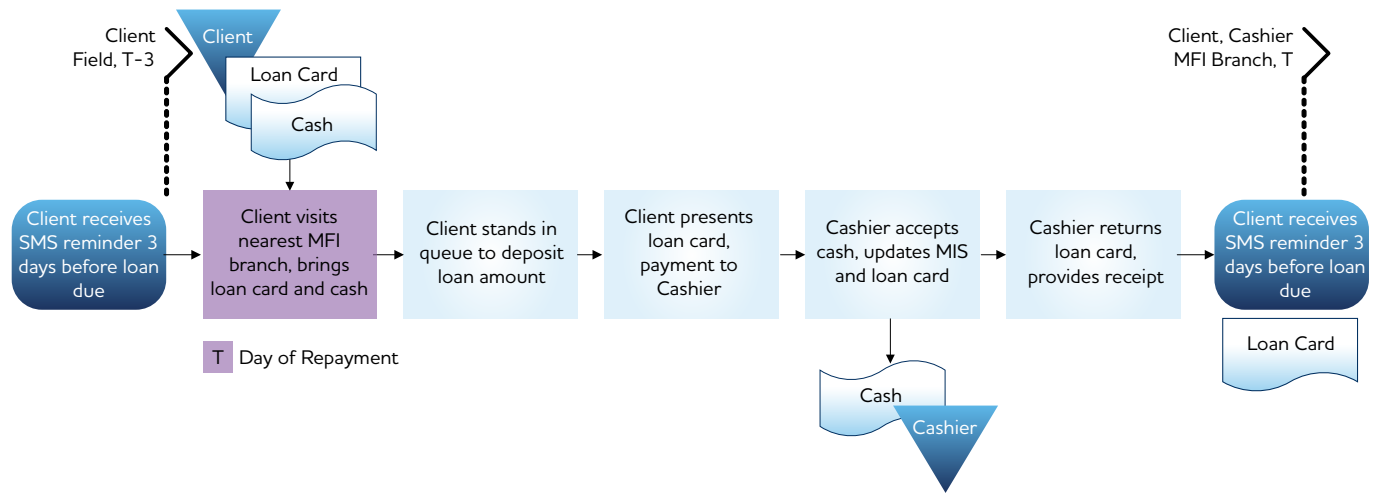 Client
Field, T-3
Client
Loan Card
Cash
Client, Cashier
MFI Branch, T
Client receives
SMS reminder 3
days before loan
due
Client visits
nearest MFI
branch, brings
loan card and cash
Client stands in
queue to deposit
loan amount
Client presents
loan card,
payment to
Cashier
Cashier accepts
cash, updates MIS
and loan card
Cashier returns
loan card,
provides receipt
Client receives
SMS reminder 3
days before loan
due
T Day of Repayment
Loan Card
Cash
Cashier